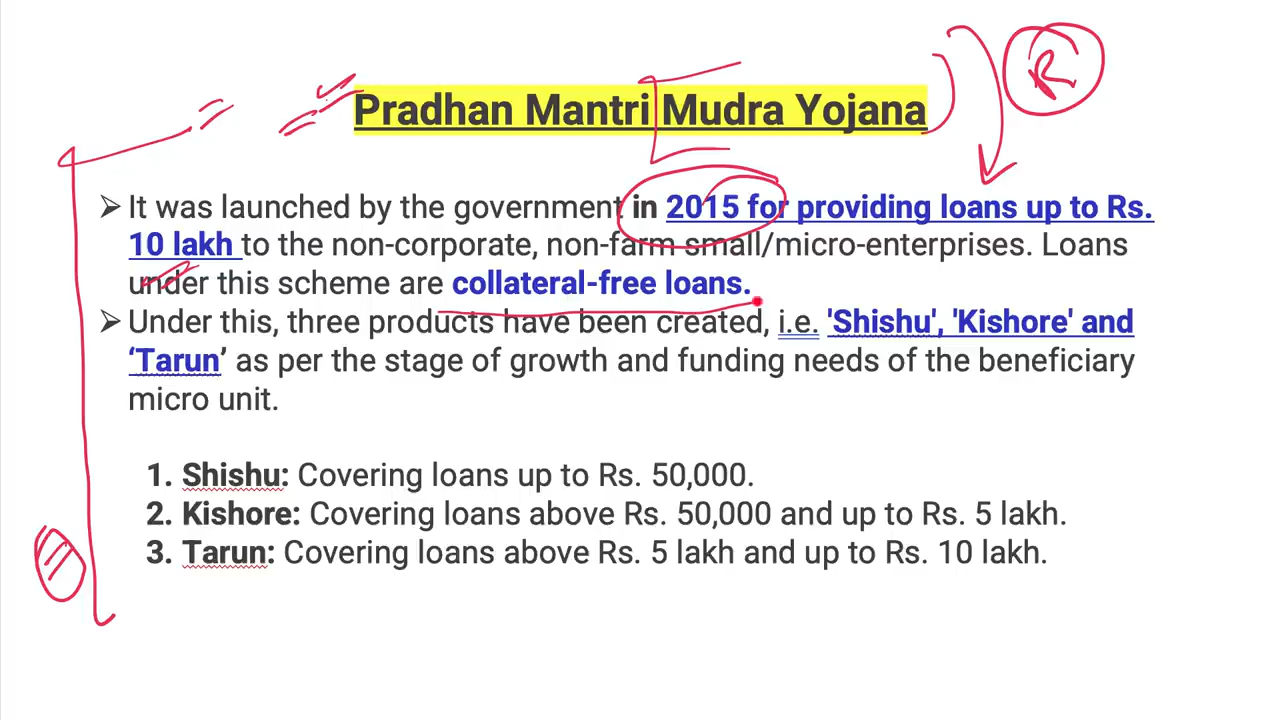 Pradhan Mantri Mudra Yojana
R
➢ It was launched by the government in 2015 for providing loans up to Rs.
10 lakh to the non-corporate, non-farm small/micro-enterprises. Loans
under this scheme are collateral-free loans.
➢ Under this, three products have been created, i.e. 'Shishu', 'Kishore' and
‘Tarun’ as per the stage of growth and funding needs of the beneficiary
micro unit.
1. Shishu: Covering loans up to Rs. 50,000.
2. Kishore: Covering loans above Rs. 50,000 and up to Rs. 5 lakh.
3. Tarun: Covering loans above Rs. 5 lakh and up to Rs. 10 lakh.